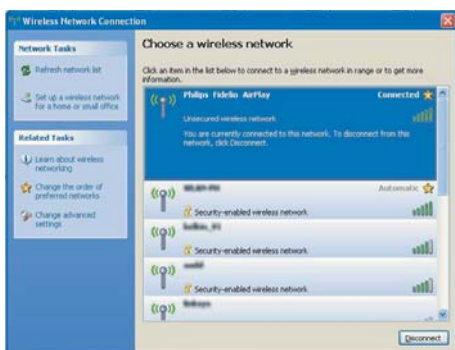 Wireless Network Connection
Network Tasks
Refresh network list
Set up a wireless network
for a home or small office
Related Tasks
Learn about wireless
networking
Change the order of
preferred networks
Change advanced
settings
Choose a wireless network
Click an item in the list below to connect to a wireless network in range or to get more
information.
Philips Fidelio AirPlay
Connected
Unsecured wireless network
You are currently connected to this network. To disconnect from this
network, click Disconnect.
Automatic
Security-enabled wireless network
Security-enabled wireless network
Security-enabled wireless network
Disconnect